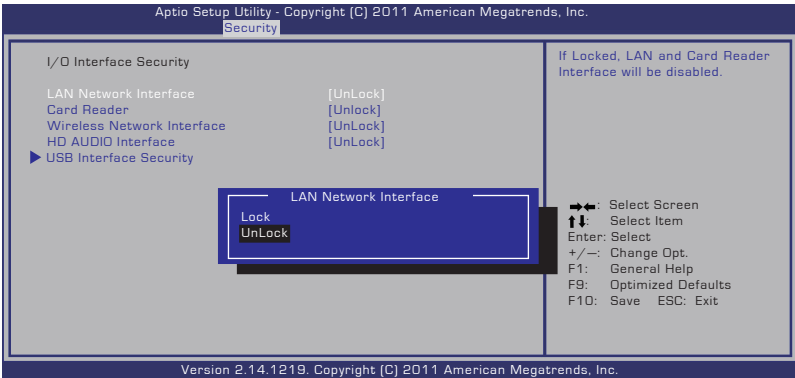 Aptio Setup Utility - Copyright (C) 2011 American Megatrends, Inc.
Security
I/O Interface Security
LAN Network Interface [UnLock]
Card Reader [Unlock]
Wireless Network Interface [UnLock]
HD AUDIO Interface [UnLock]
USB Interface Security
LAN Network Interface
Lock
UnLock
If Locked, LAN and Card Reader
Interface will be disabled.
→←: Select Screen
↑↓: Select Item
Enter: Select
+/—: Change Opt.
F1: General Help
F9: Optimized Defaults
F10: Save ESC: Exit
Version 2.14.1219. Copyright (C) 2011 American Megatrends, Inc.